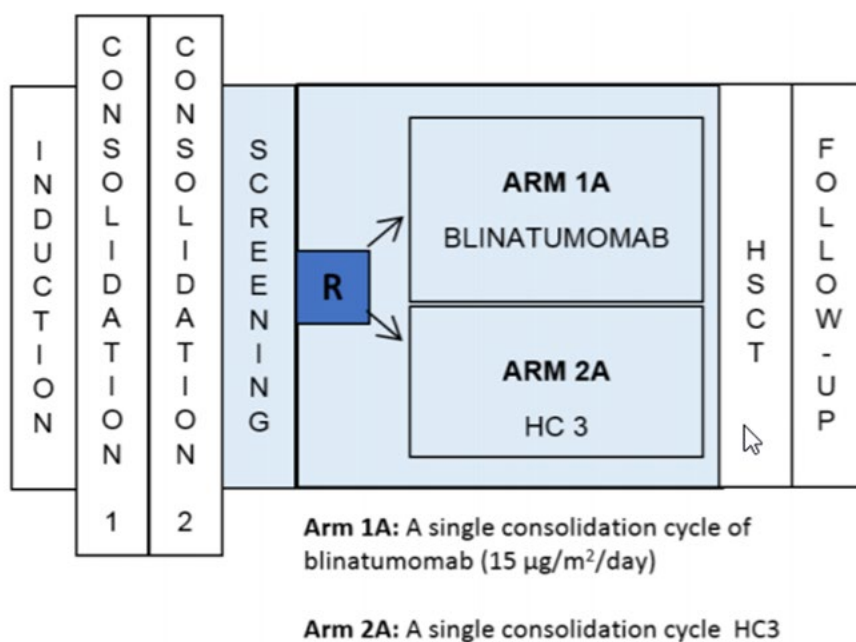 INDUCTION
CONSOLIDATION 1
CONSOLIDATION 2
SCREENING
R
ARM 1A
BLINATUMOMAB
ARM 2A
HC 3
HSCT
FOLLOW-UP
Arm 1A: A single consolidation cycle of
blinatumomab (15 µg/m²/day)
Arm 2A: A single consolidation cycle HC3